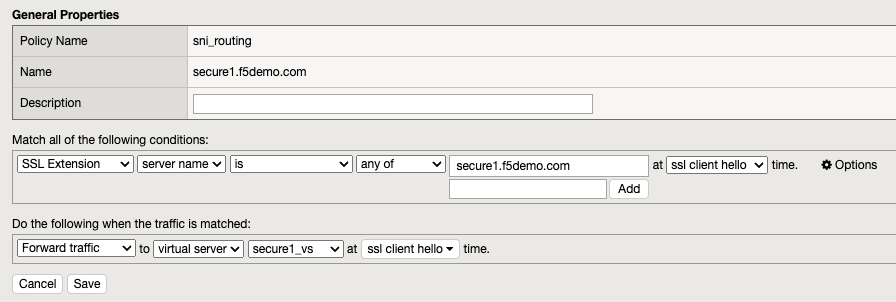 General Properties
Policy Name sni_routing
Name secure1.f5demo.com
Description
Match all of the following conditions:
SSL Extension server name is any of secure1.f5demo.com at ssl client hello time. Options
Add
Do the following when the traffic is matched:
Forward traffic to virtual server secure1_vs at ssl client hello time.
Cancel Save